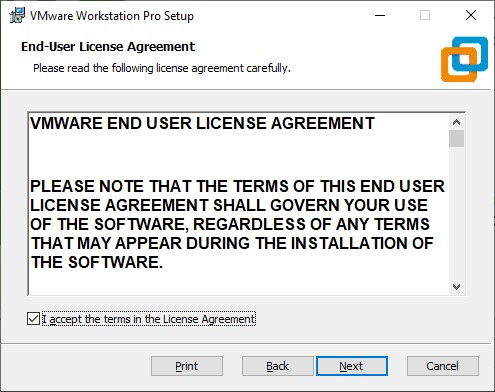 VMware Workstation Pro Setup
End-User License Agreement
Please read the following license agreement carefully.
VMWARE END USER LICENSE AGREEMENT
PLEASE NOTE THAT THE TERMS OF THIS END USER
LICENSE AGREEMENT SHALL GOVERN YOUR USE
OF THE SOFTWARE, REGARDLESS OF ANY TERMS
THAT MAY APPEAR DURING THE INSTALLATION OF
THE SOFTWARE.
I accept the terms in the License Agreement
Print Back Next Cancel